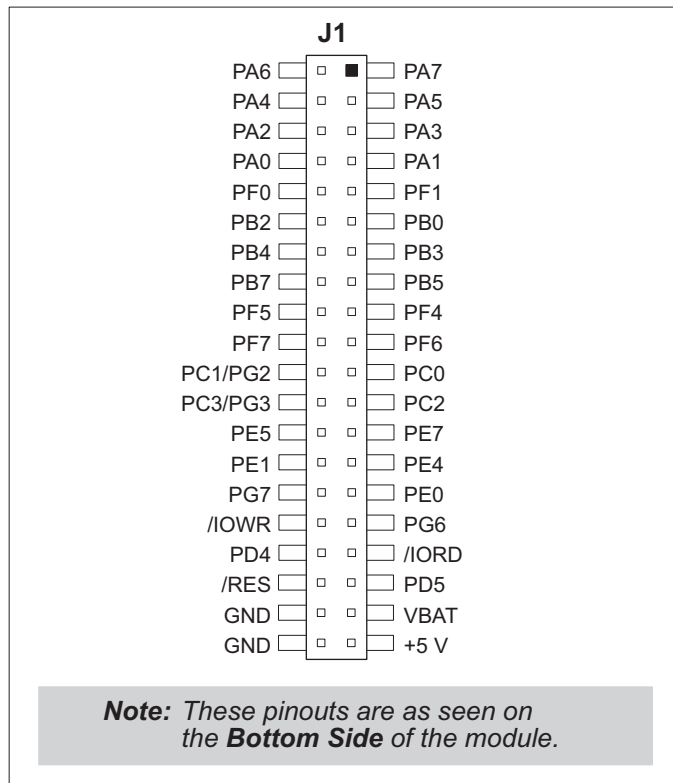 J1
PA6 PA7
PA4 PA5
PA2 PA3
PA0 PA1
PF0 PF1
PB2 PB0
PB4 PB3
PB7 PB5
PF5 PF4
PF7 PF6
PC1/PG2 PC0
PC3/PG3 PC2
PE5 PE7
PE1 PE4
PG7 PE0
/IOWR PG6
PD4 /IORD
/RES PD5
GND VBAT
GND +5 V
Note: These pinouts are as seen on
the Bottom Side of the module.